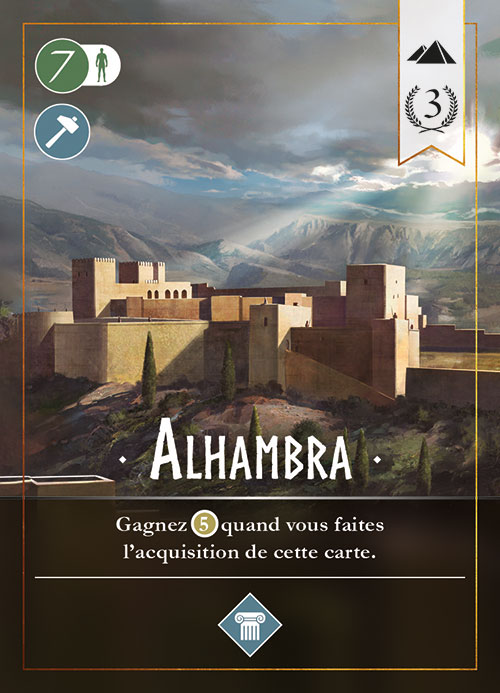 7
3
· ALHAMBRA ·
Gagnez 5 quand vous faites
l’acquisition de cette carte.